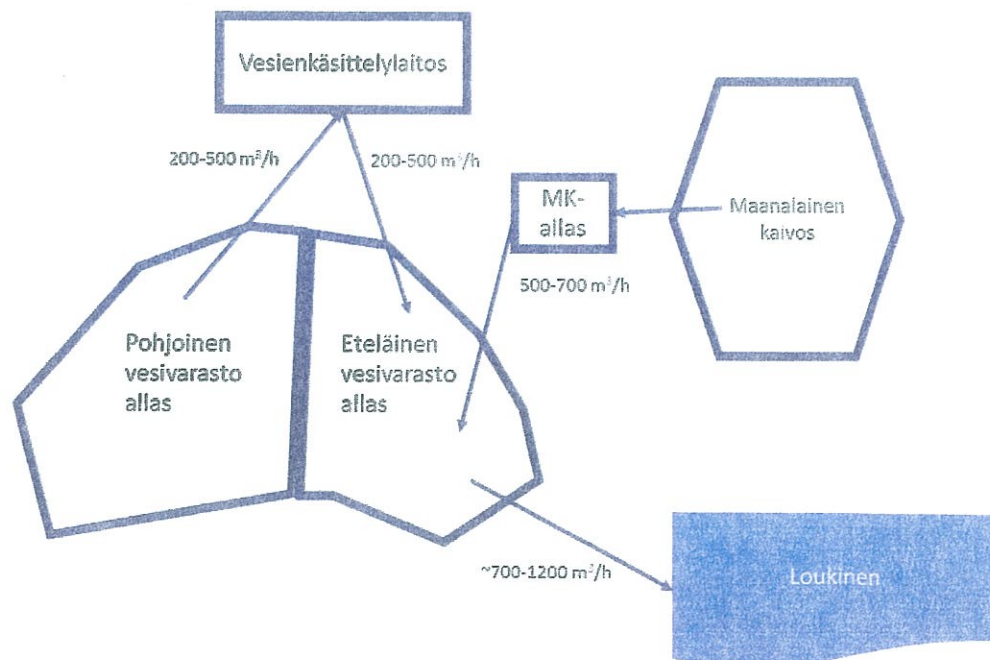 Vesienkäsittelylaitos
200-500 m³/h
200-500 m³/h
MK-
allas
Maanalainen
kaivos
500-700 m³/h
Pohjoinen
vesivarasto
allas
Eteläinen
vesivarasto
allas
~700-1200 m³/h
Loukinen